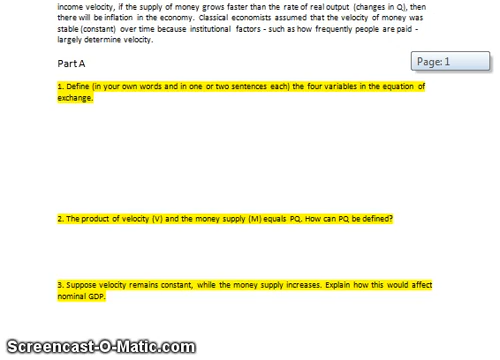 income velocity, if the supply of money grows faster than the rate of real output (changes in Q), then
there will be inflation in the economy. Classical economists assumed that the velocity of money was
stable (constant) over time because institutional factors - such as how frequently people are paid -
largely determine velocity.
Part A
Page: 1
1. Define (in your own words and in one or two sentences each) the four variables in the equation of
exchange.
2. The product of velocity (V) and the money supply (M) equals PQ. How can PQ be defined?
3. Suppose velocity remains constant, while the money supply increases. Explain how this would affect
nominal GDP.
Screencast-O-Matic.com